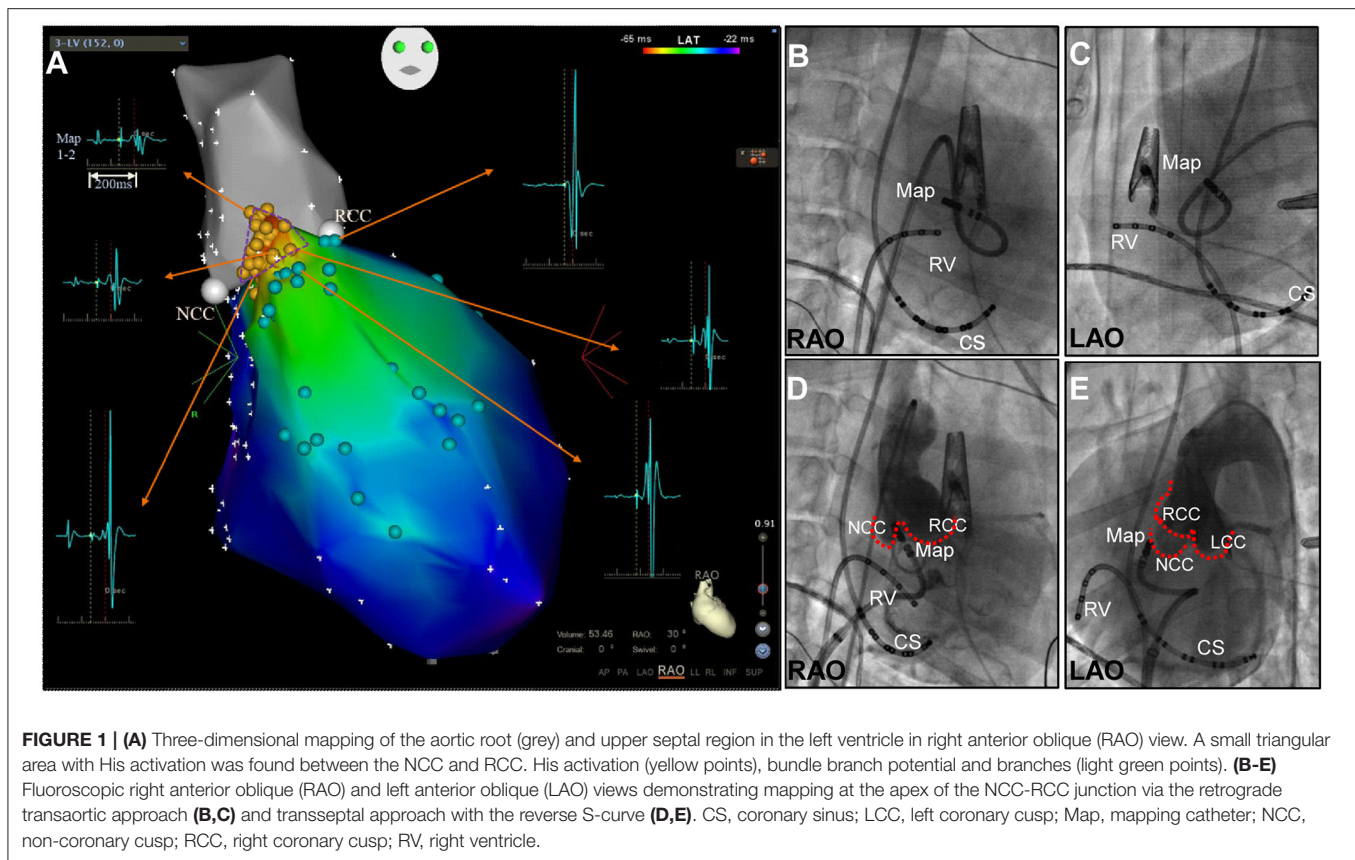 A
3-LV (152, 0)
-65 ms
LAT
-22 ms
Map
1-2
200ms
RCC
NCC
R
0.91
RAO
Volume: 53.46
RAO: 30 º
Cranial: 0 º
Swivel: 0 º
AP PA LAO RAO LL RL INF SUP
B
Map
RV
CS
RAO
C
Map
RV
CS
LAO
D
NCC
RCC
Map
RV
CS
RAO
E
RCC
Map
LCC
NCC
RV
CS
LAO
FIGURE 1 | (A) Three-dimensional mapping of the aortic root (grey) and upper septal region in the left ventricle in right anterior oblique (RAO) view. A small triangular
area with His activation was found between the NCC and RCC. His activation (yellow points), bundle branch potential and branches (light green points). (B-E)
Fluoroscopic right anterior oblique (RAO) and left anterior oblique (LAO) views demonstrating mapping at the apex of the NCC-RCC junction via the retrograde
transaortic approach (B,C) and transseptal approach with the reverse S-curve (D,E). CS, coronary sinus; LCC, left coronary cusp; Map, mapping catheter; NCC,
non-coronary cusp; RCC, right coronary cusp; RV, right ventricle.